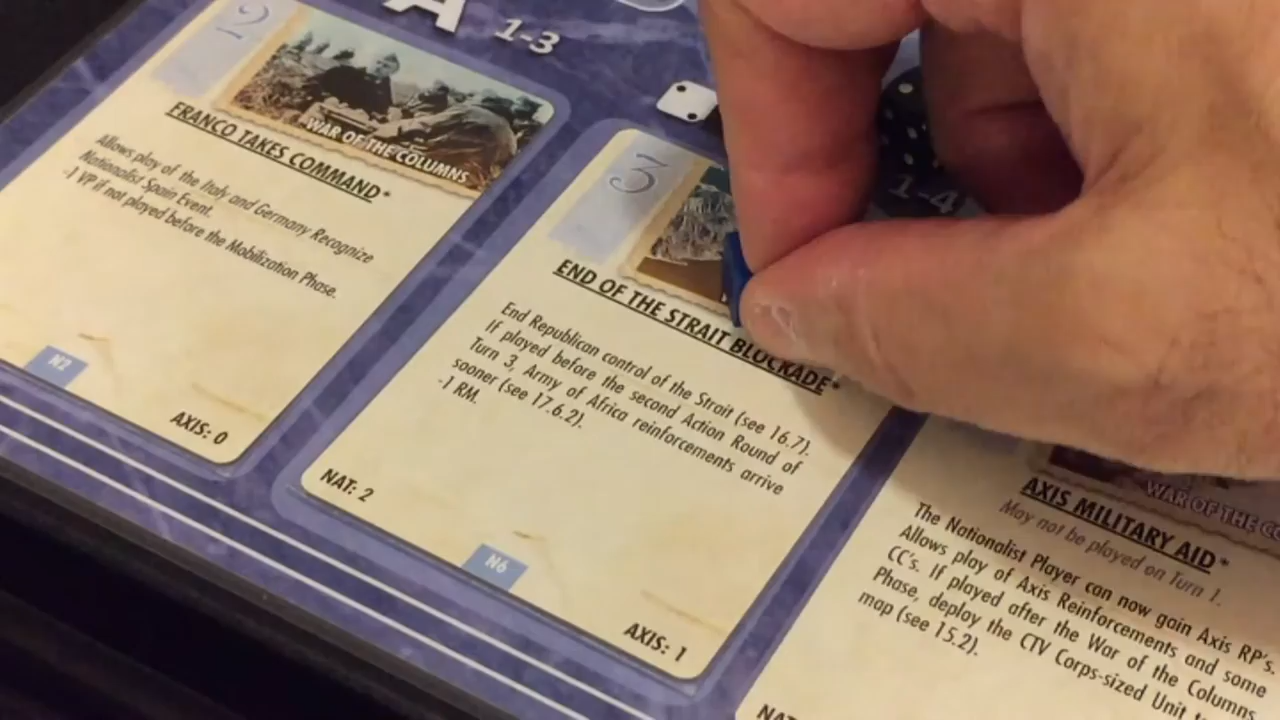 A 1-3
1-4
2
WAR OF THE COLUMNS
FRANCO TAKES COMMAND*
Allows play of the Italy and Germany Recognize
Nationalist Spain Event.
-1 VP if not played before the Mobilization Phase.
N2
AXIS: 0
3
END OF THE STRAIT BLOCKADE*
End Republican control of the Strait (see 16.7).
If played before the second Action Round of
Turn 3, Army of Africa reinforcements arrive
sooner (see 17.6.2).
-1 RM.
NAT: 2
N6
AXIS: 1
WAR OF THE
AXIS MILITARY AID*
May not be played on Turn 1.
The Nationalist Player can now gain Axis RP's.
Allows play of Axis Reinforcements and some
CC's. If played after the War of the Columns
Phase, deploy the CTV Corps-sized Unit
map (see 15.2).